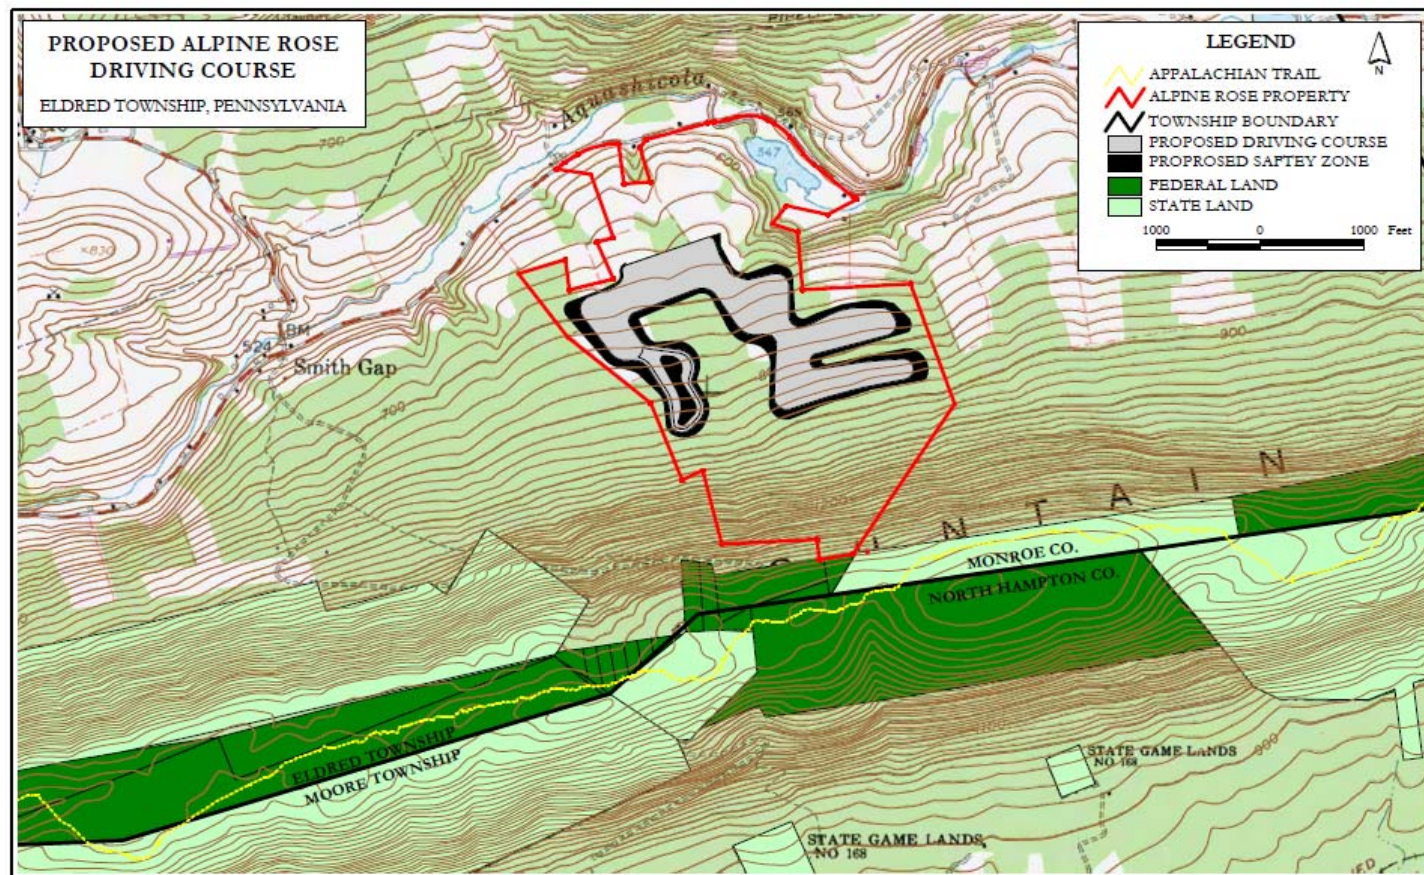 PROPOSED ALPINE ROSE
DRIVING COURSE
ELDRED TOWNSHIP, PENNSYLVANIA
LEGEND
N
APPALACHIAN TRAIL
ALPINE ROSE PROPERTY
TOWNSHIP BOUNDARY
PROPOSED DRIVING COURSE
PROPROSED SAPTEY ZONE
FEDERAL LAND
STATE LAND
1000 0 1000 Feet
Aquashicola
700
568
600
547
×830
BM
524
Smith Gap
700
900
N T A I N
MONROE CO.
NORTH HAMPTON CO.
ELDRED TOWNSHIP
MOORE TOWNSHIP
STATE GAME LANDS
NO 168
900
STATE GAME LANDS
NO 168